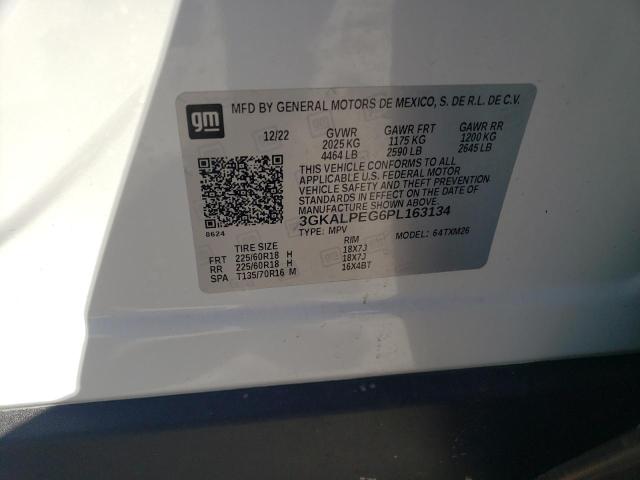 gm
MFD BY GENERAL MOTORS DE MEXICO, S. DE R.L. DE C.V.
12/22 GVWR GAWR FRT GAWR RR
2025 KG 1175 KG 1200 KG
4464 LB 2590 LB 2645 LB
THIS VEHICLE CONFORMS TO ALL
APPLICABLE U.S. FEDERAL MOTOR
VEHICLE SAFETY STANDARDS IN
EFFECT ON THE DATE OF
MANUFACTURE SHOWN ABOVE.
3GKALPEG6PL163134
8624
TYPE: MPV MODEL: 64TXM26
TIRE SIZE RIM
FRT 225/60R18 H 18X7J
RR 225/60R18 H 18X7J
SPA T135/70R16 M 16X4BT